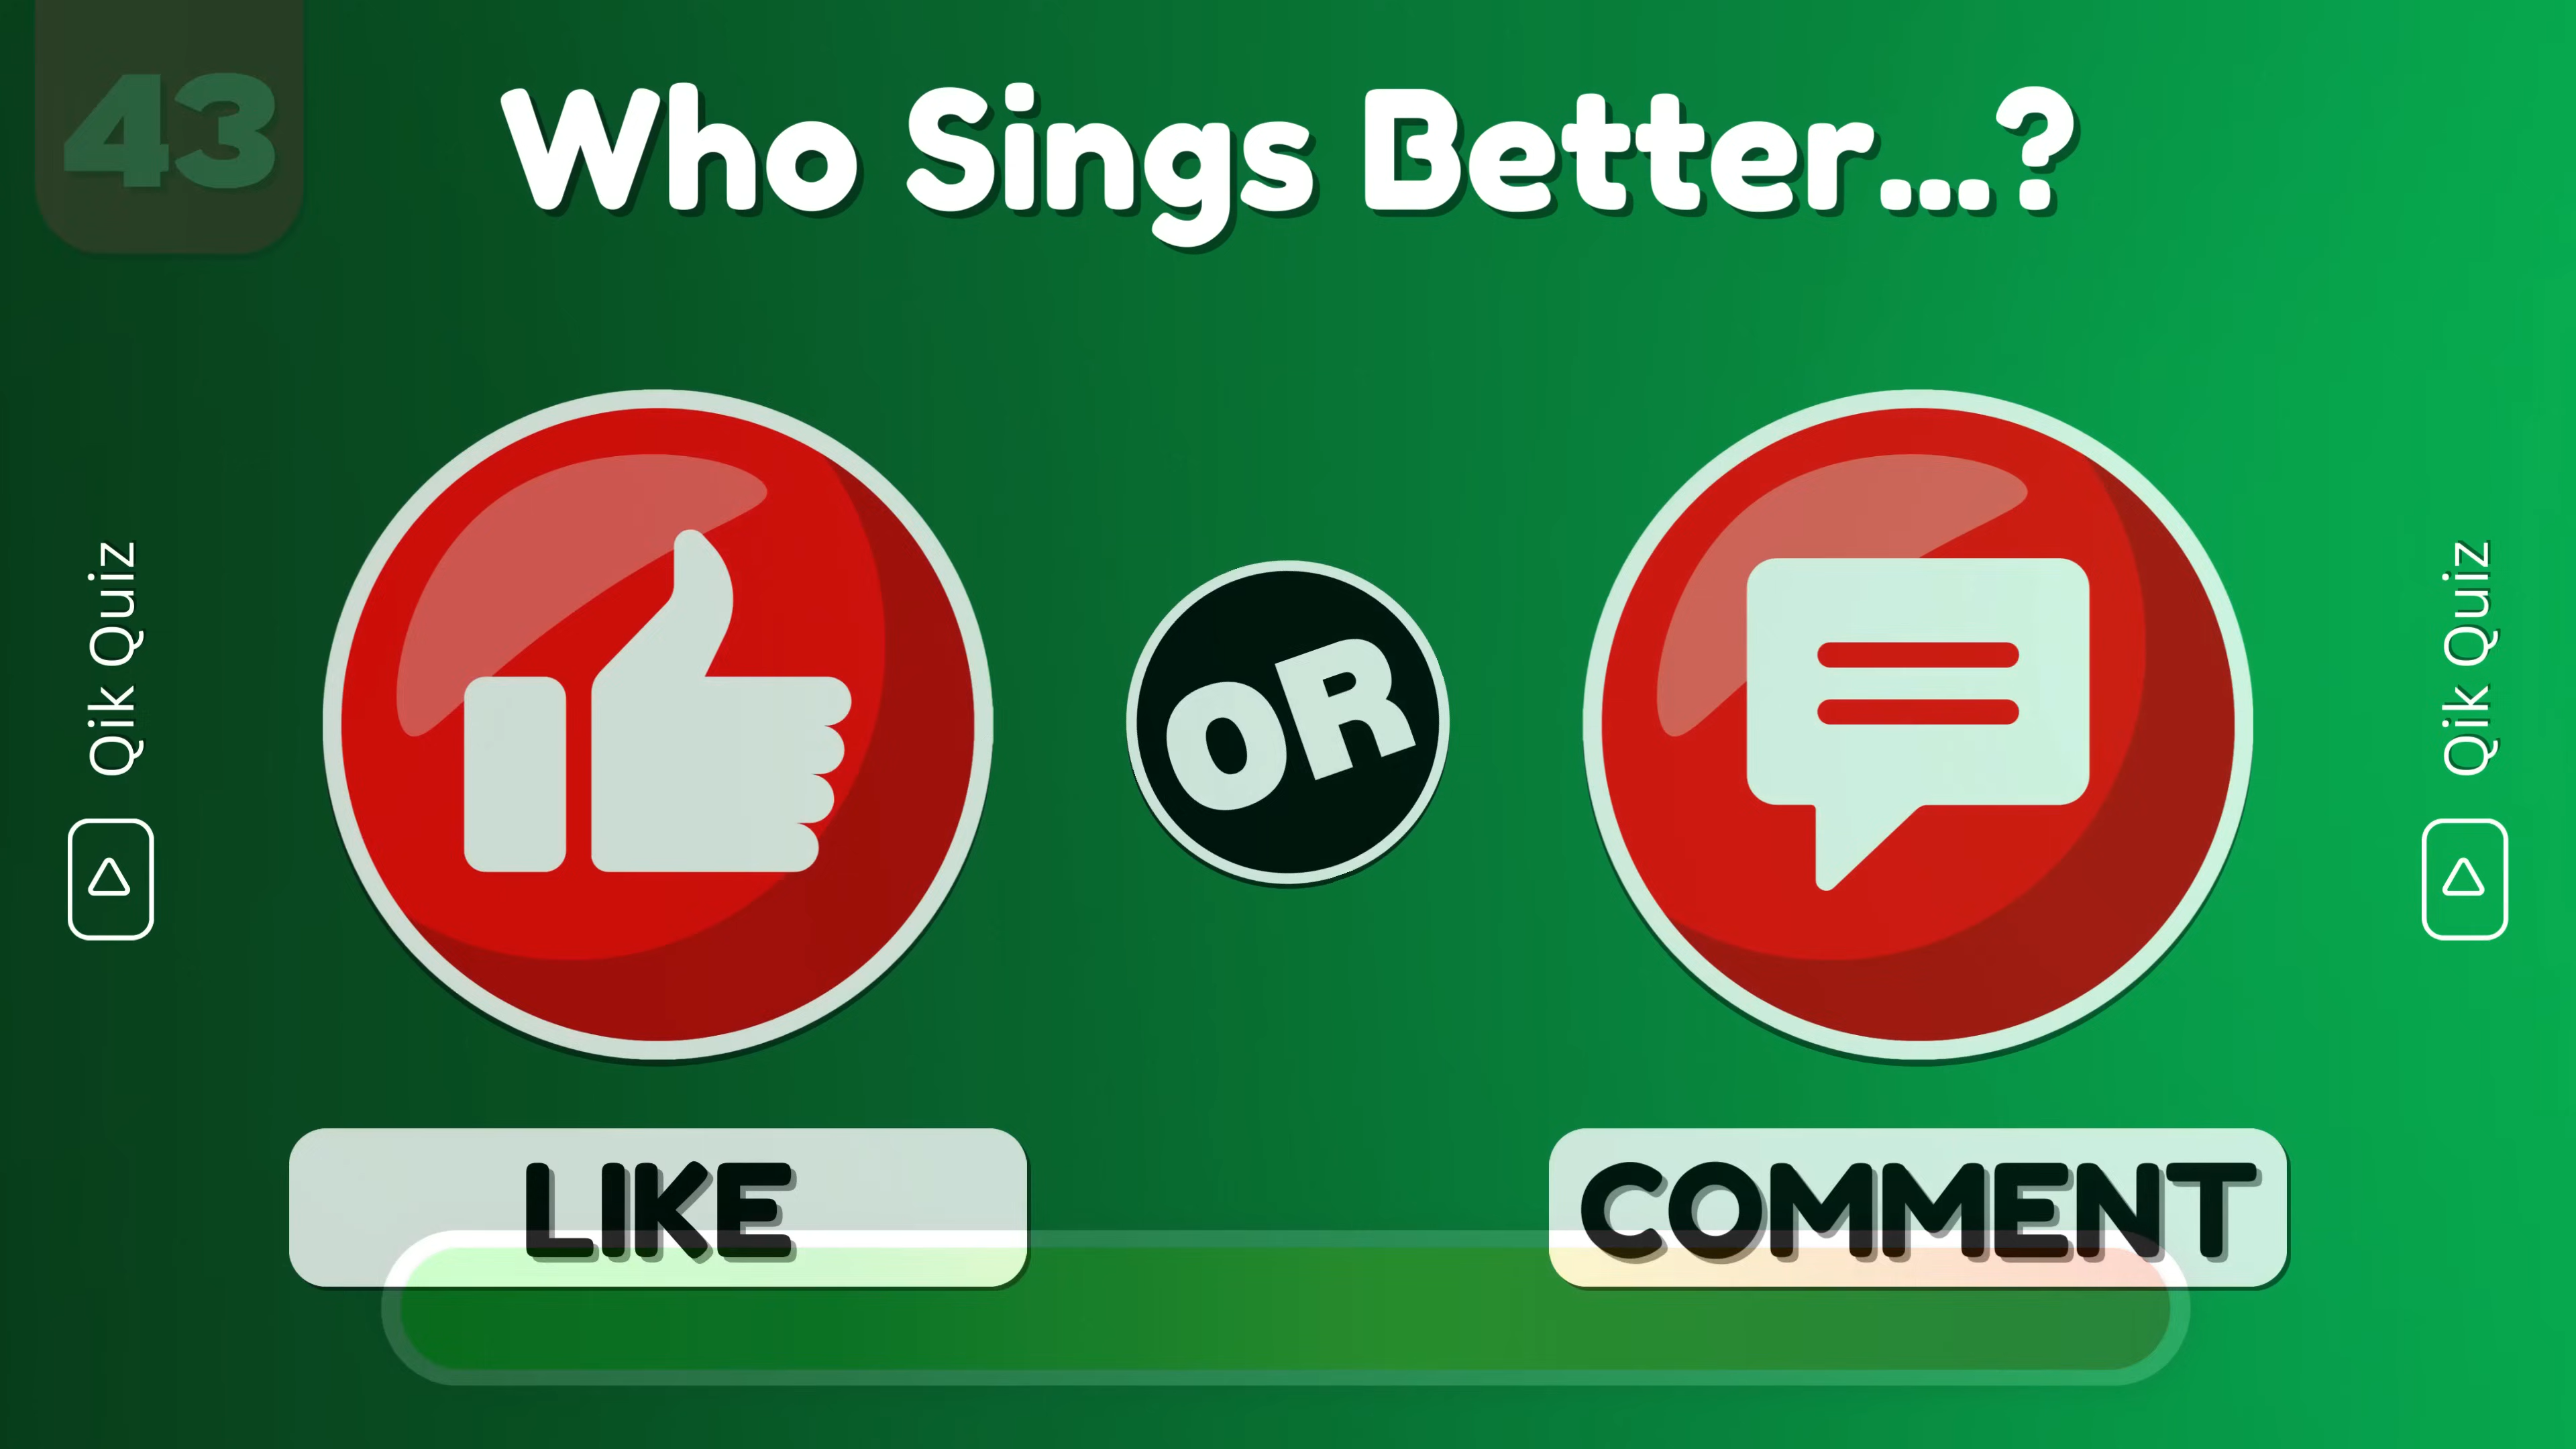 43
Who Sings Better...?
Qik Quiz
OR
Qik Quiz
LIKE
COMMENT